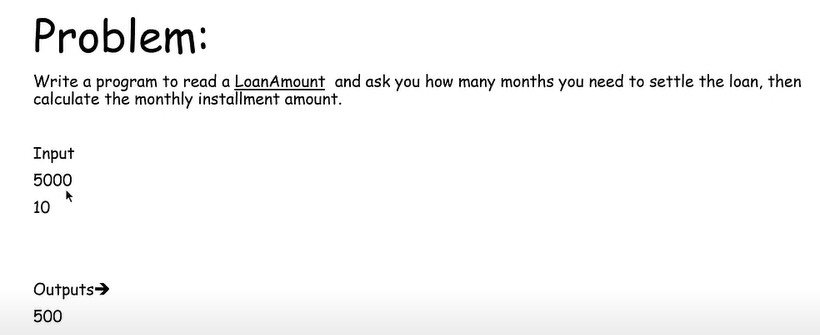 Problem:
Write a program to read a LoanAmount and ask you how many months you need to settle the loan, then
calculate the monthly installment amount.
Input
5000
10
Outputs➔
500